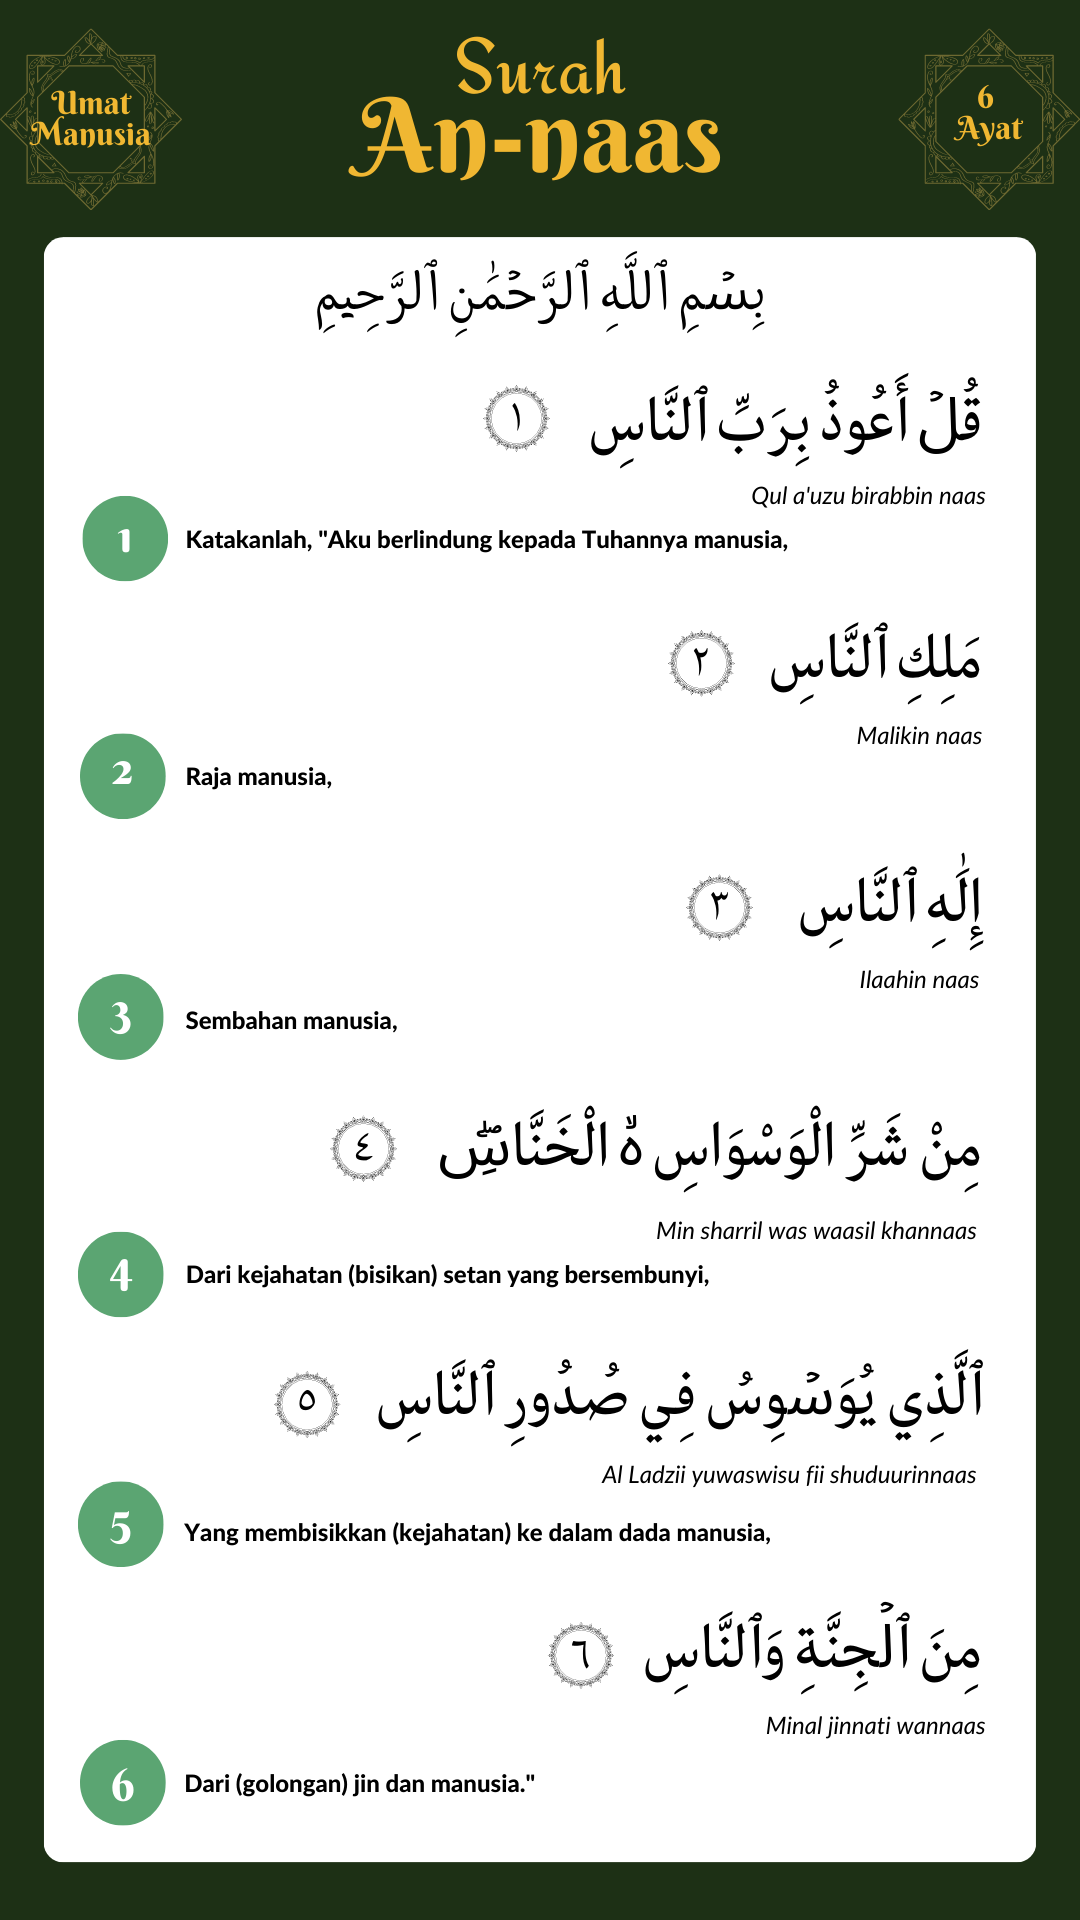 Umat
Manusia
Surah
An-naas
6
Ayat
بِسْمِ ٱللَّهِ ٱلرَّحْمَٰنِ ٱلرَّحِيمِ
قُلْ أَعُوذُ بِرَبِّ ٱلنَّاسِ ١
Qul a'uzu birabbin naas
1 Katakanlah, "Aku berlindung kepada Tuhannya manusia,
مَلِكِ ٱلنَّاسِ ٢
Malikin naas
2 Raja manusia,
إِلَٰهِ ٱلنَّاسِ ٣
Ilaahin naas
3 Sembahan manusia,
مِنْ شَرِّ الْوَسْوَاسِ ەۙ الْخَنَّاسِۖ ٤
Min sharril was waasil khannaas
4 Dari kejahatan (bisikan) setan yang bersembunyi,
ٱلَّذِي يُوَسْوِسُ فِي صُدُورِ ٱلنَّاسِ ٥
Al Ladzii yuwaswisu fii shuduurinnaas
5 Yang membisikkan (kejahatan) ke dalam dada manusia,
مِنَ ٱلْجِنَّةِ وَٱلنَّاسِ ٦
Minal jinnati wannaas
6 Dari (golongan) jin dan manusia."